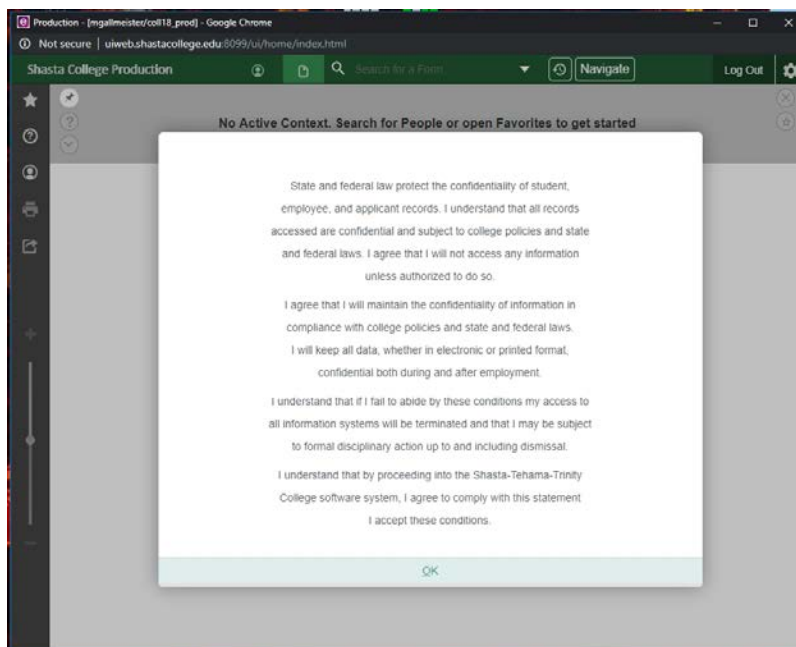 Production - [mgallmeister/coll18_prod] - Google Chrome
Not secure | uiweb.shastacollege.edu:8099/ui/home/index.html
Shasta College Production
Search for a Form
Navigate
Log Out
No Active Context. Search for People or open Favorites to get started
State and federal law protect the confidentiality of student,
employee, and applicant records. I understand that all records
accessed are confidential and subject to college policies and state
and federal laws. I agree that I will not access any information
unless authorized to do so.
I agree that I will maintain the confidentiality of information in
compliance with college policies and state and federal laws.
I will keep all data, whether in electronic or printed format,
confidential both during and after employment.
I understand that if I fail to abide by these conditions my access to
all information systems will be terminated and that I may be subject
to formal disciplinary action up to and including dismissal.
I understand that by proceeding into the Shasta-Tehama-Trinity
College software system, I agree to comply with this statement
I accept these conditions.
OK